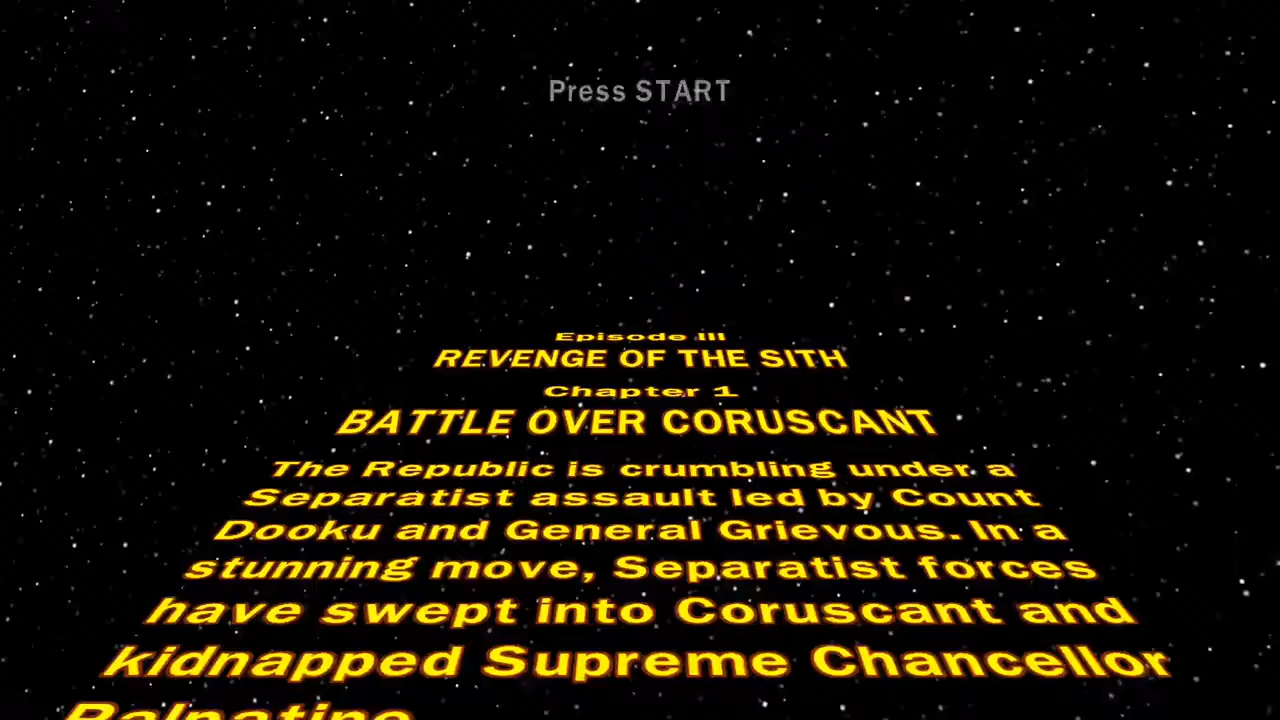 Press START
Episode III
REVENGE OF THE SITH
Chapter 1
BATTLE OVER CORUSCANT
The Republic is crumbling under a
Separatist assault led by Count
Dooku and General Grievous. In a
stunning move, Separatist forces
have swept into Coruscant and
kidnapped Supreme Chancellor
Palpatine